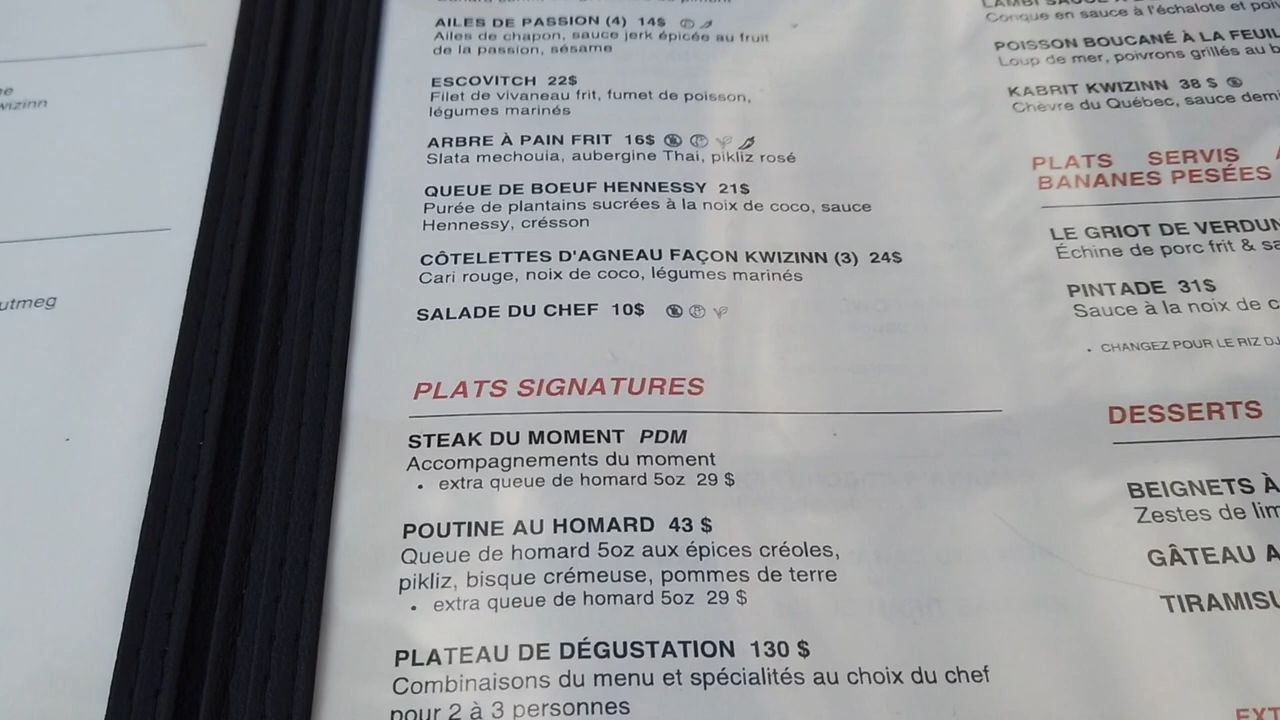 utmeg
AILES DE PASSION (4) 14$
Ailes de chapon, sauce jerk épicée au fruit
de la passion, sésame
ESCOVITCH 22$
Filet de vivaneau frit, fumet de poisson,
légumes marinés
ARBRE À PAIN FRIT 16$
Slata mechouia, aubergine Thai, pikliz rosé
QUEUE DE BOEUF HENNESSY 21$
Purée de plantains sucrées à la noix de coco, sauce
Hennessy, crésson
CÔTELETTES D'AGNEAU FAÇON KWIZINN (3) 24$
Cari rouge, noix de coco, légumes marinés
SALADE DU CHEF 10$
PLATS SIGNATURES
STEAK DU MOMENT PDM
Accompagnements du moment
• extra queue de homard 5oz 29 $
POUTINE AU HOMARD 43 $
Queue de homard 5oz aux épices créoles,
pikliz, bisque crémeuse, pommes de terre
• extra queue de homard 5oz 29 $
PLATEAU DE DÉGUSTATION 130 $
Combinaisons du menu et spécialités au choix du chef
pour 2 à 3 personnes
Conque en sauce à l'échalote et poiv
POISSON BOUCANÉ À LA FEUIL
Loup de mer, poivrons grillés au b
KABRIT KWIZINN 38 $
Chèvre du Québec, sauce demi
PLATS SERVIS
BANANES PESÉES
LE GRIOT DE VERDUN
Échine de porc frit & sa
PINTADE 31$
Sauce à la noix de c
• CHANGEZ POUR LE RIZ DJ
DESSERTS
BEIGNETS À
Zestes de lim
GÂTEAU A
TIRAMISU
EXT